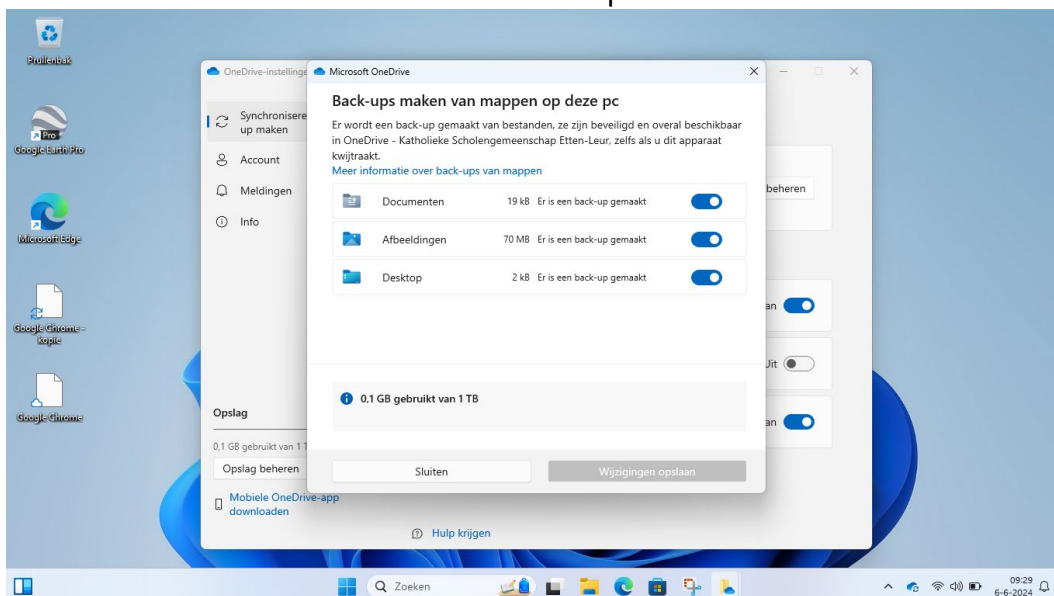 Prullenbak
Pro
Google Earth Pro
Microsoft Edge
Google Chrome -
kopie
Google Chrome
OneDrive-instellinge
Synchronisere
up maken
Account
Meldingen
Info
Opslag
0,1 GB gebruikt van 1 T
Opslag beheren
Mobiele OneDrive-app
downloaden
Microsoft OneDrive
Back-ups maken van mappen op deze pc
Er wordt een back-up gemaakt van bestanden, ze zijn beveiligd en overal beschikbaar
in OneDrive - Katholieke Scholengemeenschap Etten-Leur, zelfs als u dit apparaat
kwijtraakt.
Meer informatie over back-ups van mappen
Documenten 19 kB Er is een back-up gemaakt
Afbeeldingen 70 MB Er is een back-up gemaakt
Desktop 2 kB Er is een back-up gemaakt
0,1 GB gebruikt van 1 TB
Sluiten Wijzigingen opslaan
beheren
an
Jit
an
Hulp krijgen
Zoeken
09:29
6-6-2024